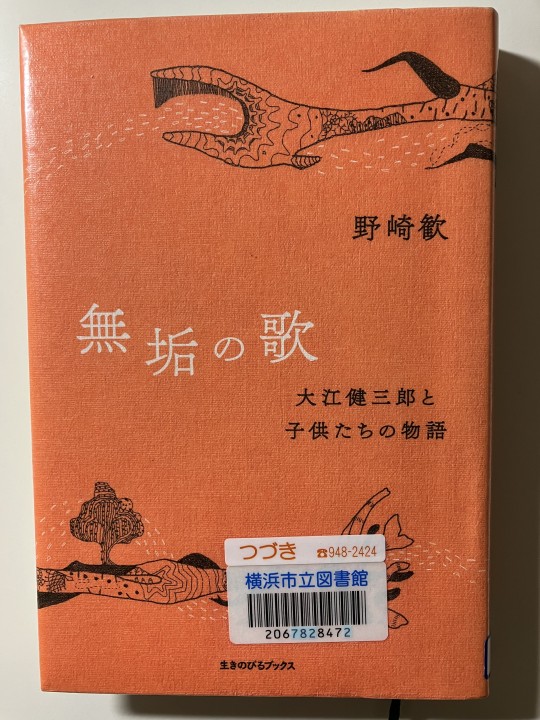 野崎歓
無垢の歌
大江健三郎と
子供たちの物語
つづき ☎948-2424
横浜市立図書館
2067828472
生きのびるブックス